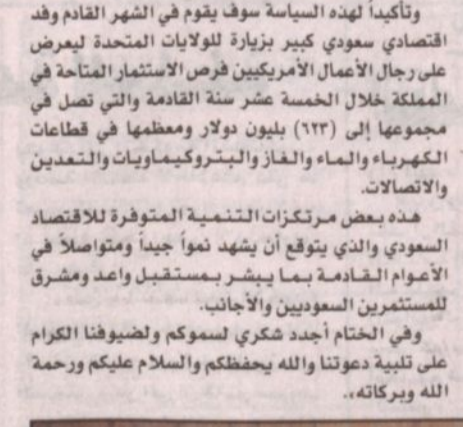 وتأكيداً لهذه السياسة سوف يقوم في الشهر القادم وفد
اقتصادي سعودي كبير بزيارة للولايات المتحدة ليعرض
على رجال الأعمال الأمريكيين فرص الاستثمار المتاحة في
المملكة خلال الخمسة عشر سنة القادمة والتي تصل في
مجموعها إلى (٦٢٣) بليون دولار ومعظمها في قطاعات
الكهرباء والماء والغاز والبتروكيماويات والتعدين
والاتصالات.
هذه بعض مرتكزات التنمية المتوفرة للاقتصاد
السعودي والذي يتوقع أن يشهد نمواً جيداً ومتواصلاً في
الأعوام القادمة بما يبشر بمستقبل واعد ومشرق
للمستثمرين السعوديين والأجانب.
وفي الختام أجدد شكري لسموكم ولضيوفنا الكرام
على تلبية دعوتنا والله يحفظكم والسلام عليكم ورحمة
الله وبركاته».